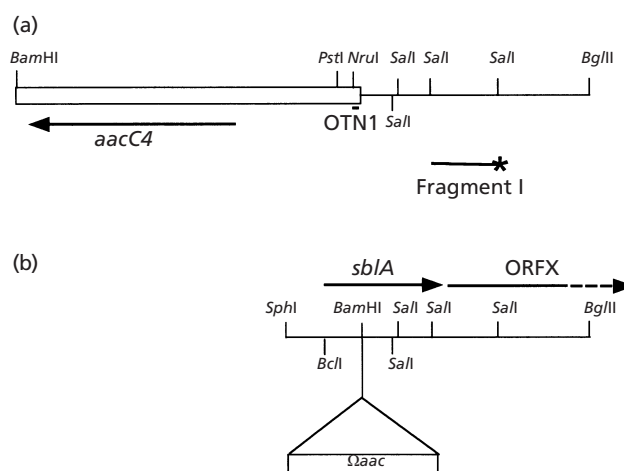 (a)
BamHI PstI NruI SalI SalI SalI BglII
OTN1 SalI
aacC4
Fragment I
(b)
sblA ORFX
SphI BamHI SalI SalI SalI BglII
BclI SalI
Ωaac